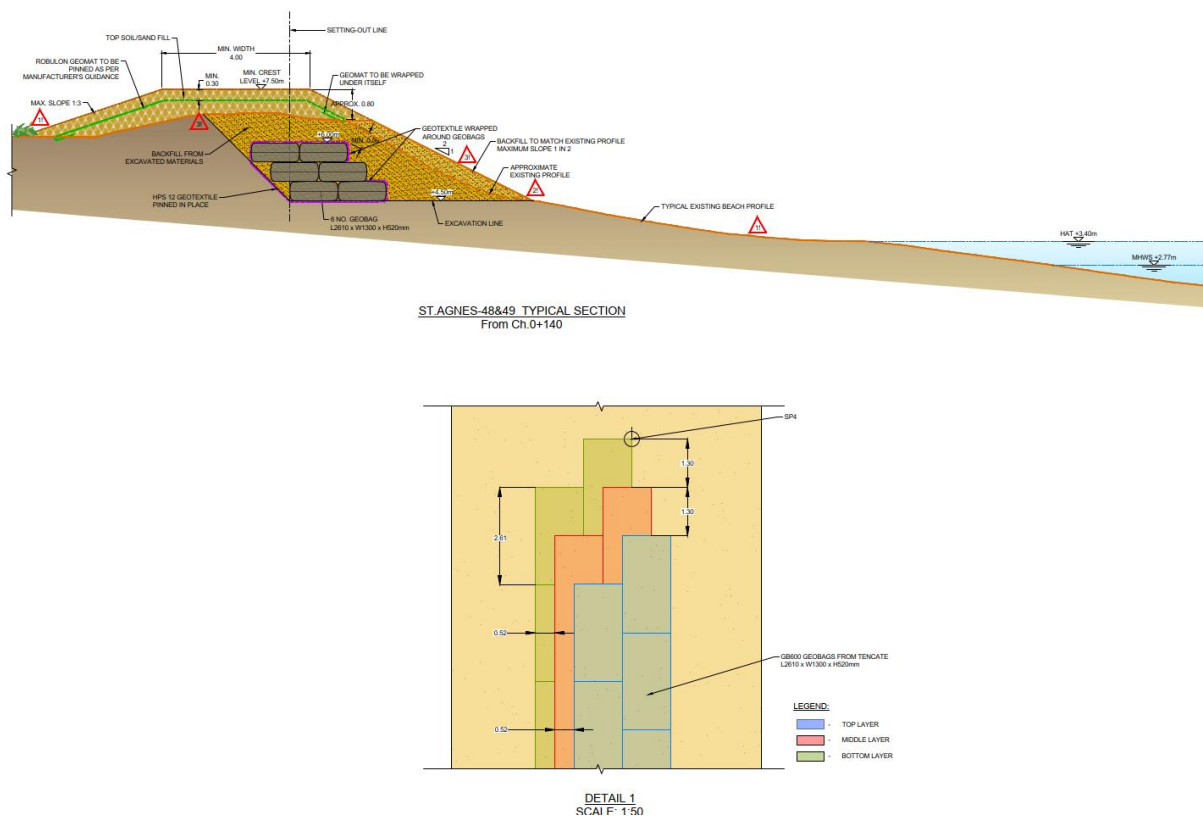 SETTING-OUT LINE
TOP SOIL/SAND FILL
MIN. WIDTH
4.00
ROBULON GEOMAT TO BE
PINNED AS PER
MANUFACTURER'S GUIDANCE
MIN.
0.30
MIN. CREST
LEVEL +7.50m
GEOMAT TO BE WRAPPED
UNDER ITSELF
MAX. SLOPE 1:3
APPROX. 0.80
1!
3!
GEOTEXTILE WRAPPED
AROUND GEOBAGS
+6.00m
BACKFILL TO MATCH EXISTING PROFILE
MAXIMUM SLOPE 1 IN 2
2
1
3!
BACKFILL FROM
EXCAVATED MATERIALS
APPROXIMATE
EXISTING PROFILE
HPS 12 GEOTEXTILE
PINNED IN PLACE
+4.50m
2!
6 NO. GEOBAG
L2610 x W1300 x H520mm
EXCAVATION LINE
TYPICAL EXISTING BEACH PROFILE
1!
HAT +3.40m
MHWS +2.77m
ST.AGNES-48&49 TYPICAL SECTION
From Ch.0+140
SP4
1.30
1.30
2.61
0.52
GB600 GEOBAGS FROM TENCATE
L2610 x W1300 x H520mm
0.52
LEGEND:
- TOP LAYER
- MIDDLE LAYER
- BOTTOM LAYER
DETAIL 1
SCALE: 1:50